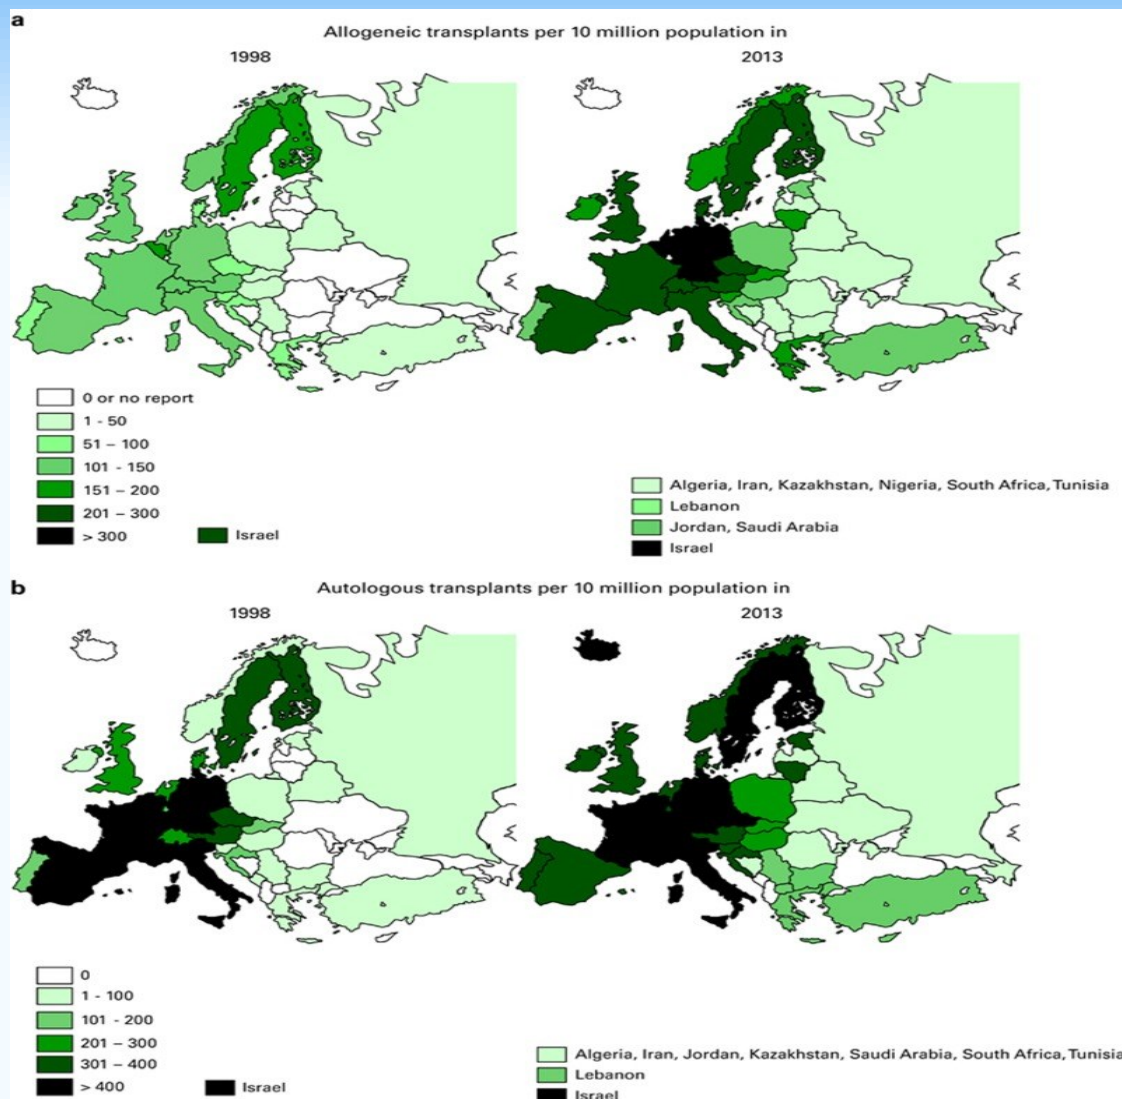 a
Allogeneic transplants per 10 million population in
1998
2013
0 or no report
1 - 50
51 – 100
101 - 150
151 – 200
201 – 300
> 300
Israel
Algeria, Iran, Kazakhstan, Nigeria, South Africa, Tunisia
Lebanon
Jordan, Saudi Arabia
Israel
b
Autologous transplants per 10 million population in
1998
2013
0
1 - 100
101 - 200
201 – 300
301 – 400
> 400
Israel
Algeria, Iran, Jordan, Kazakhstan, Saudi Arabia, South Africa, Tunisia
Lebanon
Israel